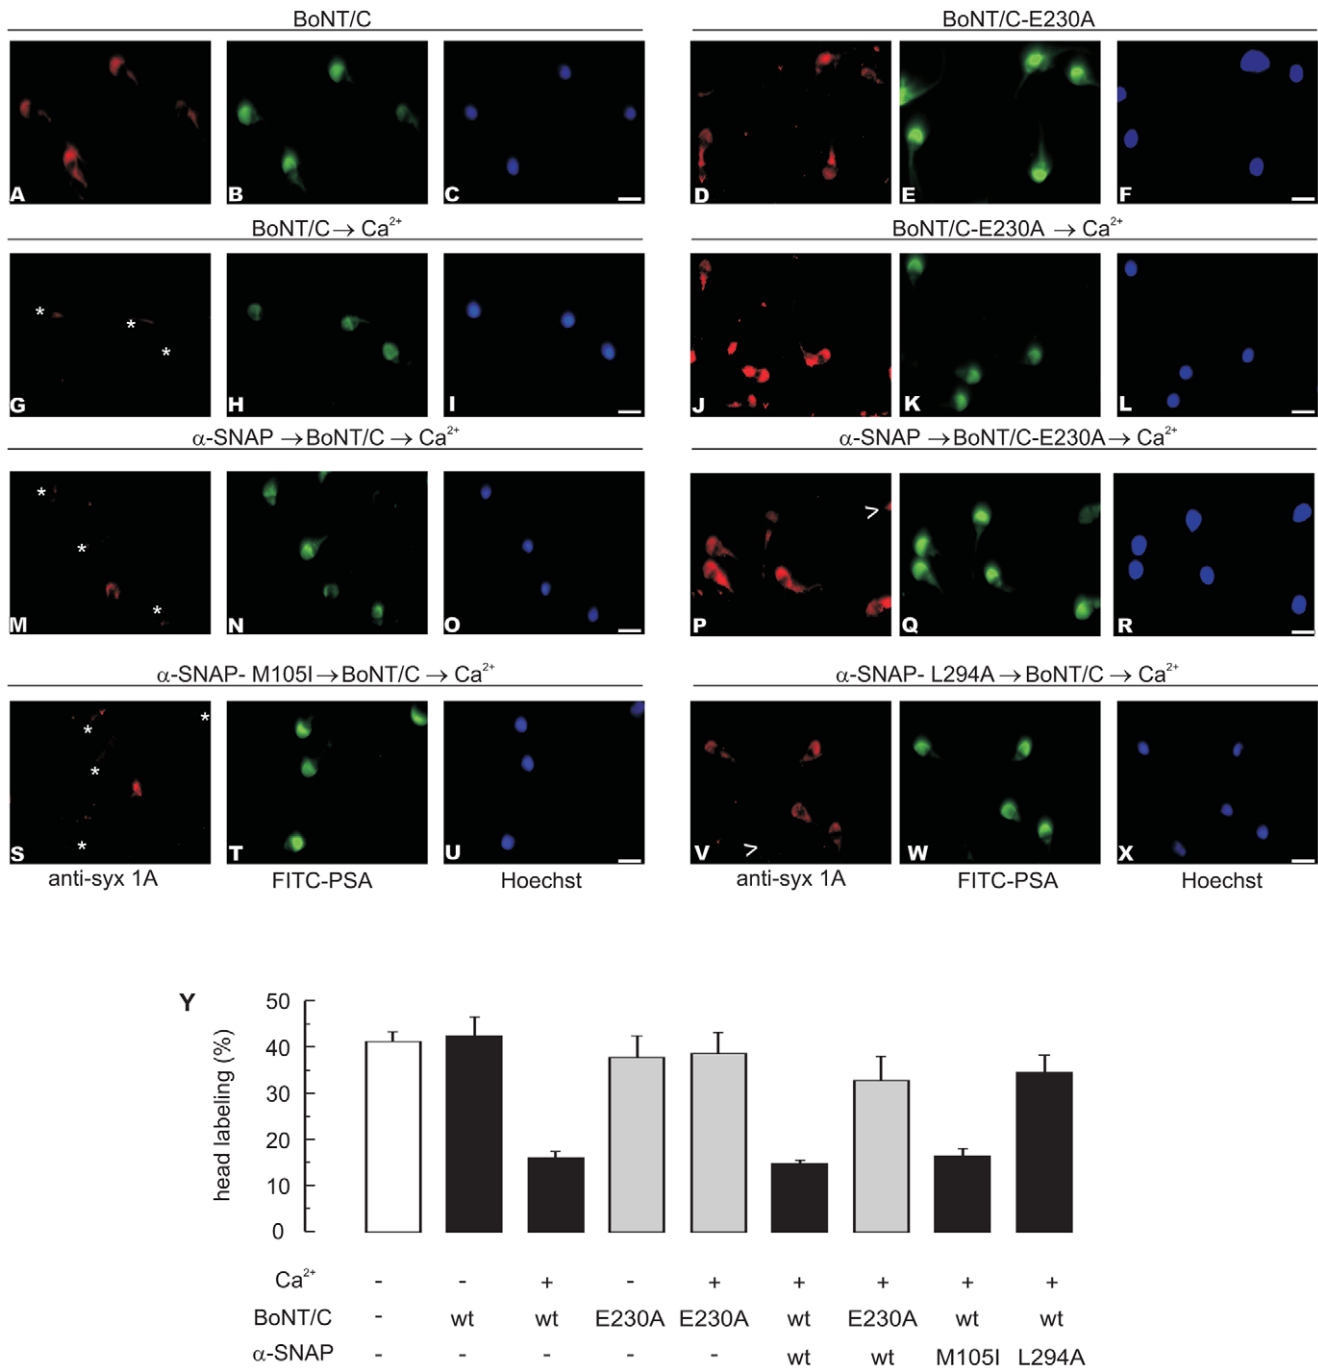 BoNT/C BoNT/C-E230A
A B C D E F
BoNT/C → Ca²⁺ BoNT/C-E230A → Ca²⁺
* * *
G H I J K L
α-SNAP → BoNT/C → Ca²⁺ α-SNAP → BoNT/C-E230A → Ca²⁺
* * * >
M N O P Q R
α-SNAP- M105I → BoNT/C → Ca²⁺ α-SNAP- L294A → BoNT/C → Ca²⁺
* * * * >
S T U V W X
anti-syx 1A FITC-PSA Hoechst anti-syx 1A FITC-PSA Hoechst
Y
head labeling (%)
50
40
30
20
10
0
Ca²⁺ - - + - + + + + +
BoNT/C - wt wt E230A E230A wt E230A wt wt
α-SNAP - - - - - wt wt M105I L294A